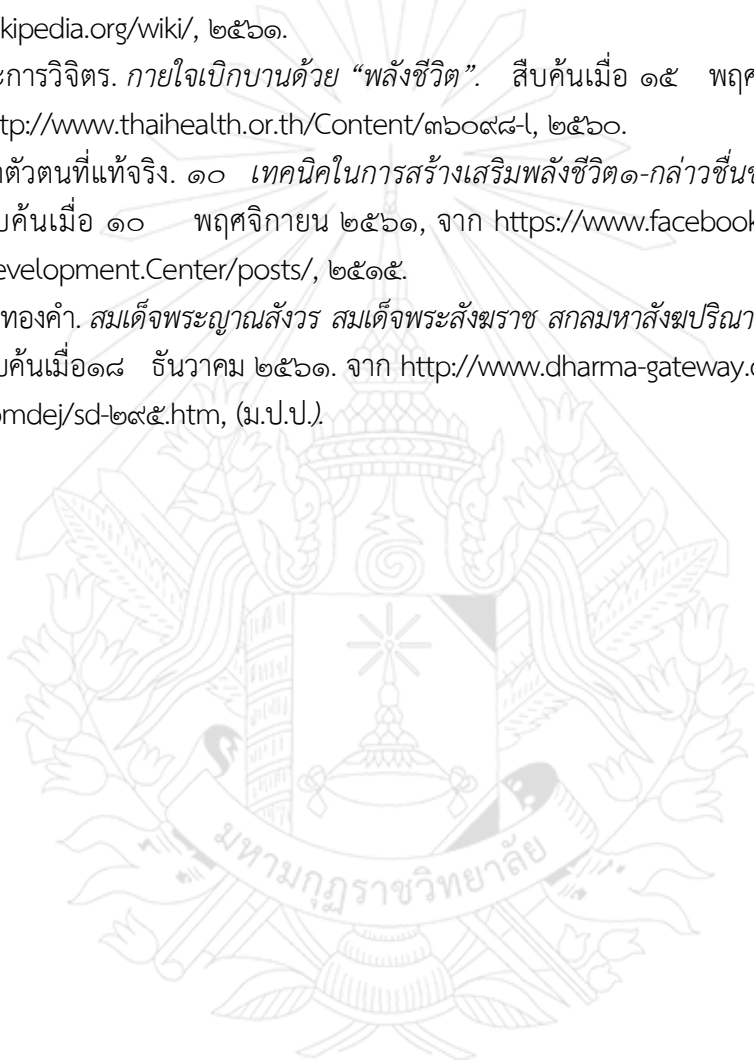 kipedia.org/wiki/, ๒๕๖๑.
ะการวิจิตร. กายใจเบิกบานด้วย “พลังชีวิต”. สืบค้นเมื่อ ๑๕ พฤศ
ttp://www.thaihealth.or.th/Content/๓๖๐๙๘-l, ๒๕๖๐.
ตัวตนที่แท้จริง. ๑๐ เทคนิคในการสร้างเสริมพลังชีวิต๑-กล่าวชื่นช
บค้นเมื่อ ๑๐ พฤศจิกายน ๒๕๖๑, จาก https://www.facebook
evelopment.Center/posts/, ๒๕๑๕.
ทองคำ. สมเด็จพระญาณสังวร สมเด็จพระสังฆราช สกลมหาสังฆปริณา
บค้นเมื่อ๑๘ ธันวาคม ๒๕๖๑. จาก http://www.dharma-gateway.c
omdej/sd-๒๙๕.htm, (ม.ป.ป.).
มหามกุฏราชวิทยาลัย